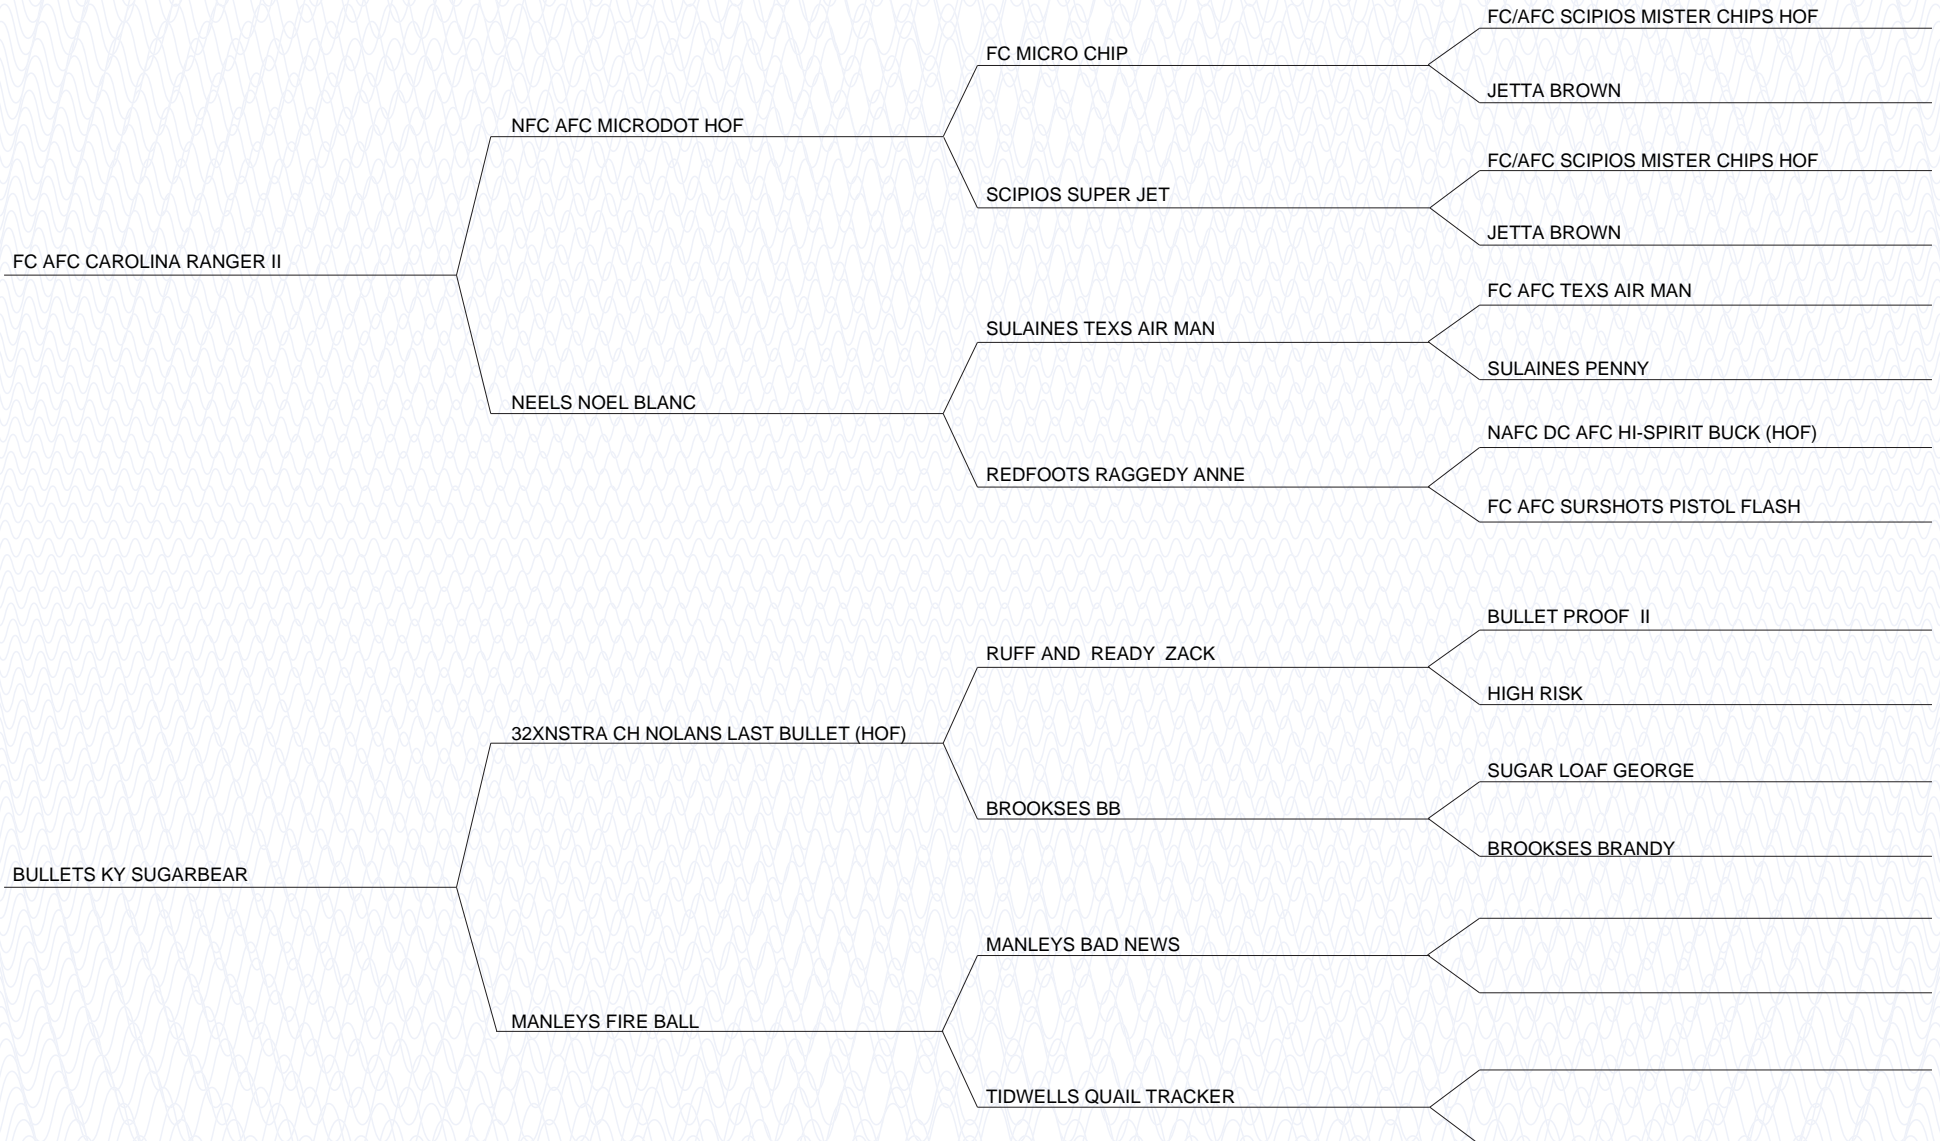 FC/AFC SCIPIOS MISTER CHIPS HOF
FC MICRO CHIP
JETTA BROWN
NFC AFC MICRODOT HOF
FC/AFC SCIPIOS MISTER CHIPS HOF
SCIPIOS SUPER JET
JETTA BROWN
FC AFC CAROLINA RANGER II
FC AFC TEXS AIR MAN
SULAINES TEXS AIR MAN
SULAINES PENNY
NEELS NOEL BLANC
NAFC DC AFC HI-SPIRIT BUCK (HOF)
REDFOOTS RAGGEDY ANNE
FC AFC SURSHOTS PISTOL FLASH
BULLET PROOF  II
RUFF AND  READY  ZACK
HIGH RISK
32XNSTRA CH NOLANS LAST BULLET (HOF)
SUGAR LOAF GEORGE
BROOKSES BB
BROOKSES BRANDY
BULLETS KY SUGARBEAR
MANLEYS BAD NEWS
MANLEYS FIRE BALL
TIDWELLS QUAIL TRACKER